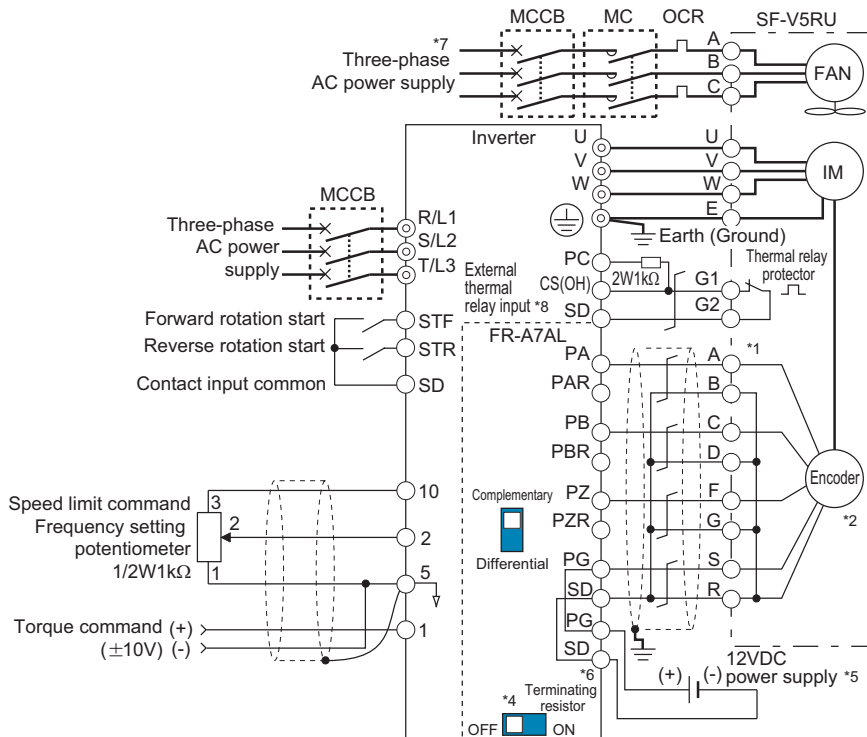 MCCB MC OCR SF-V5RU
*7
Three-phase
AC power supply
A
B
C
FAN
Inverter
U
V
W
U
V
W
E
IM
Earth (Ground)
MCCB
Three-phase
AC power
supply
R/L1
S/L2
T/L3
External
thermal
relay input *8
PC
CS(OH)
SD
2W1kΩ
G1
G2
Thermal relay
protector
Forward rotation start
Reverse rotation start
Contact input common
STF
STR
SD
FR-A7AL
PA
PAR
PB
PBR
PZ
PZR
PG
SD
PG
SD
A
B
C
D
F
G
S
R
*1
Encoder
*2
Complementary
Differential
Speed limit command
Frequency setting
potentiometer
1/2W1kΩ
3
2
1
10
2
5
1
Torque command (+)
(±10V) (-)
*6
Terminating
resistor
*4
OFF ON
(+) (-)
12VDC
power supply *5